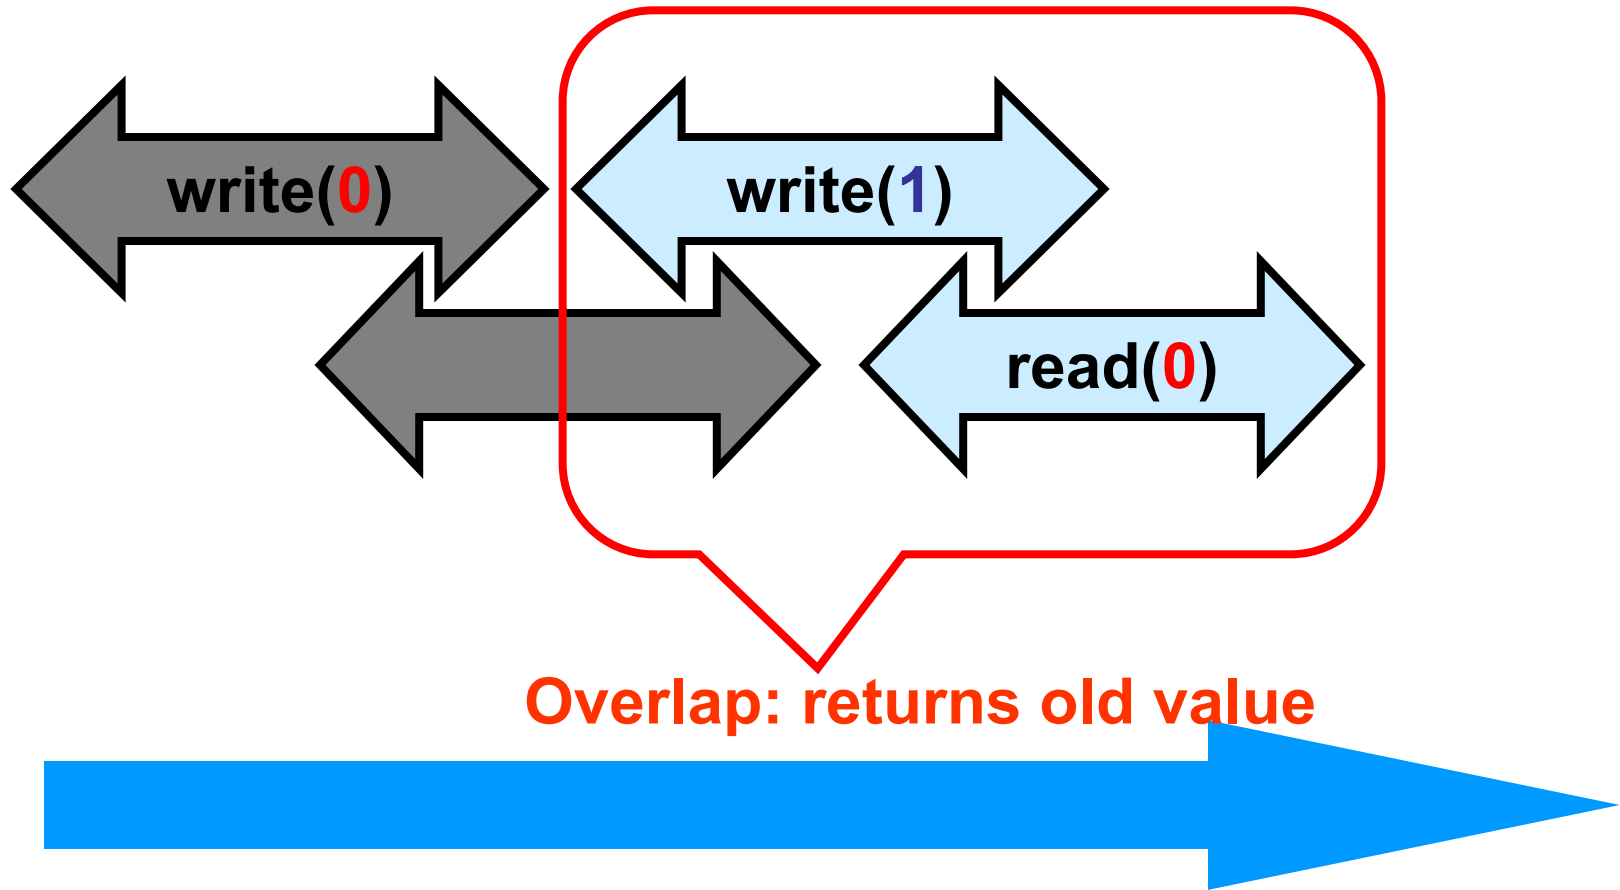 write(0)
write(1)
read(0)
Overlap: returns old value